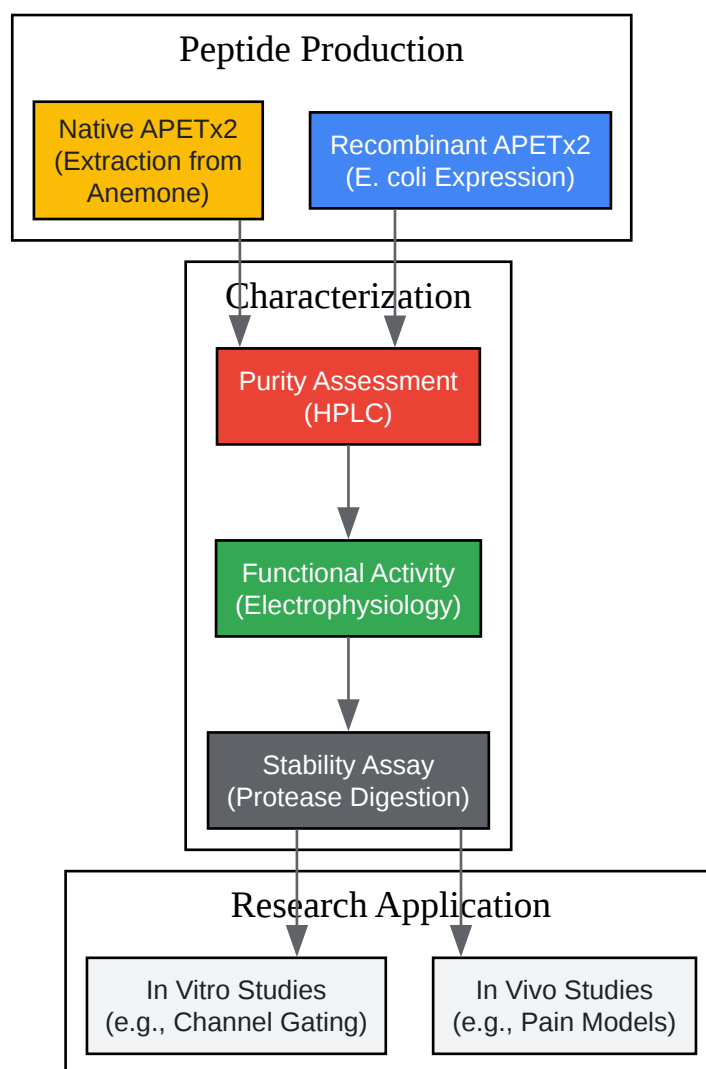 Peptide Production
Native APETx2
(Extraction from
Anemone)
Recombinant APETx2
(E. coli Expression)
Characterization
Purity Assessment
(HPLC)
Functional Activity
(Electrophysiology)
Stability Assay
(Protease Digestion)
Research Application
In Vitro Studies
(e.g., Channel Gating)
In Vivo Studies
(e.g., Pain Models)